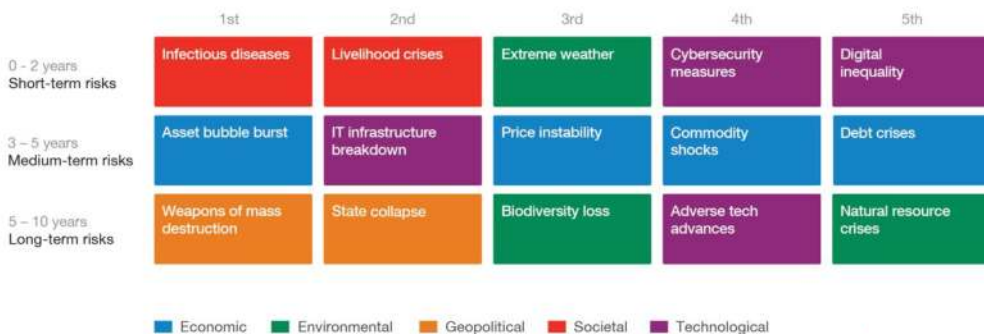 1st 2nd 3rd 4th 5th
0 - 2 years
Short-term risks
Infectious diseases
Livelihood crises
Extreme weather
Cybersecurity
measures
Digital
inequality
3 – 5 years
Medium-term risks
Asset bubble burst
IT infrastructure
breakdown
Price instability
Commodity
shocks
Debt crises
5 – 10 years
Long-term risks
Weapons of mass
destruction
State collapse
Biodiversity loss
Adverse tech
advances
Natural resource
crises
Economic Environmental Geopolitical Societal Technological